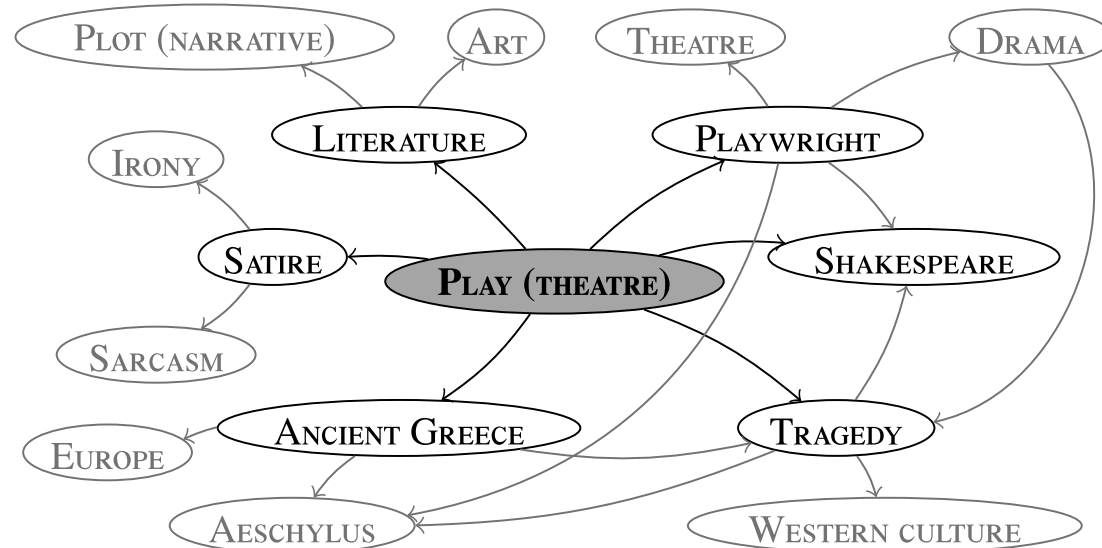 Plot (narrative)
Art
Theatre
Drama
Literature
Playwright
Irony
Satire
Play (theatre)
Shakespeare
Sarcasm
Ancient Greece
Tragedy
Europe
Aeschylus
Western culture